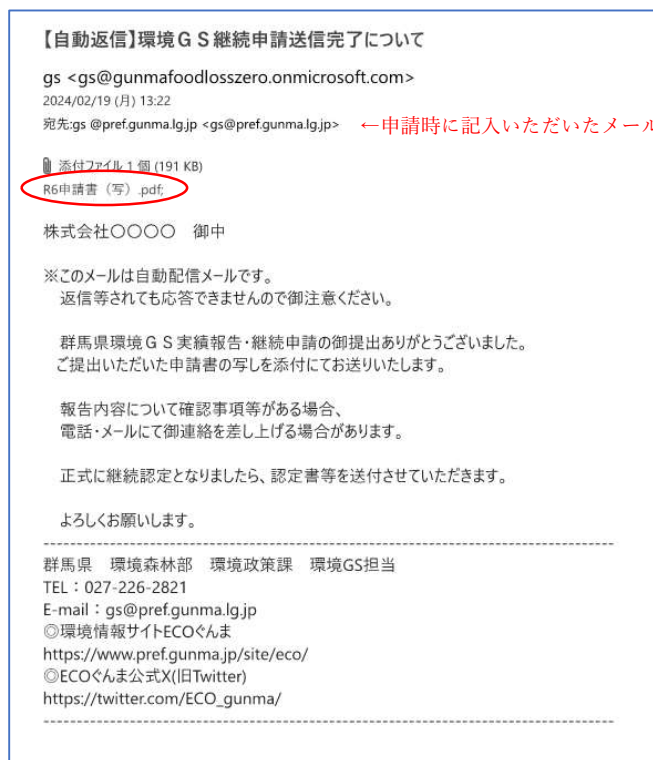 【自動返信】環境ＧＳ継続申請送信完了について
gs <gs@gunmafoodlosszero.onmicrosoft.com>
2024/02/19 (月) 13:22
宛先:gs @pref.gunma.lg.jp <gs@pref.gunma.lg.jp> ←申請時に記入いただいたメール
添付ファイル 1 個 (191 KB)
R6申請書（写）.pdf;
株式会社〇〇〇〇　御中
※このメールは自動配信メールです。
返信等されても応答できませんので御注意ください。
群馬県環境ＧＳ実績報告・継続申請の御提出ありがとうございました。
ご提出いただいた申請書の写しを添付にてお送りいたします。
報告内容について確認事項等がある場合、
電話・メールにて御連絡を差し上げる場合があります。
正式に継続認定となりましたら、認定書等を送付させていただきます。
よろしくお願いします。
--------------------------------------------------------------------------------
群馬県　環境森林部　環境政策課　環境GS担当
TEL：027-226-2821
E-mail：gs@pref.gunma.lg.jp
◎環境情報サイトECOぐんま
https://www.pref.gunma.jp/site/eco/
◎ECOぐんま公式X(旧Twitter)
https://twitter.com/ECO_gunma/
--------------------------------------------------------------------------------